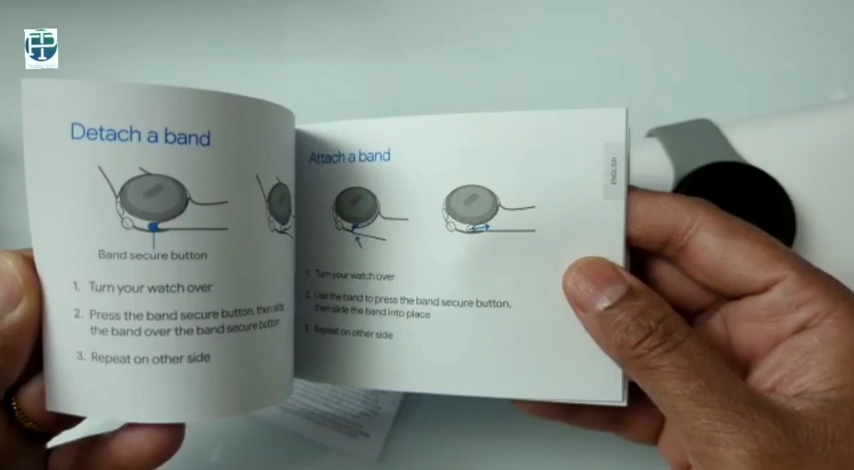 Detach a band
Band secure button
1. Turn your watch over
2. Press the band secure button, then slide
the band over the band secure button
3. Repeat on other side
Attach a band
1. Turn your watch over
2. Use the band to press the band secure button,
then slide the band into place
3. Repeat on other side
ENGLISH